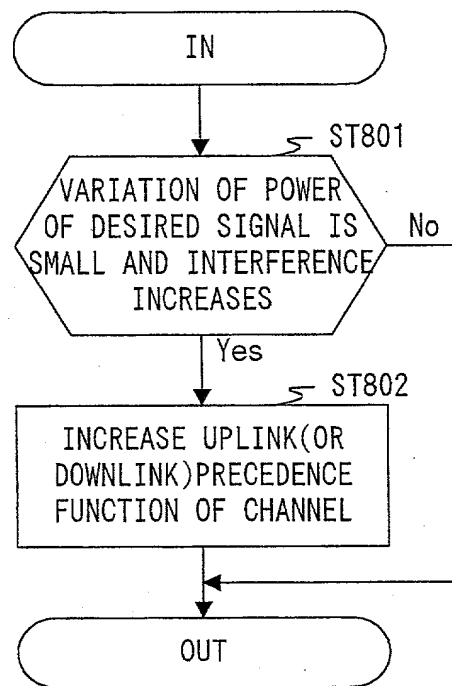 IN
ST801
VARIATION OF POWER
OF DESIRED SIGNAL IS
SMALL AND INTERFERENCE
INCREASES
No
Yes
ST802
INCREASE UPLINK(OR
DOWNLINK)PRECEDENCE
FUNCTION OF CHANNEL
OUT